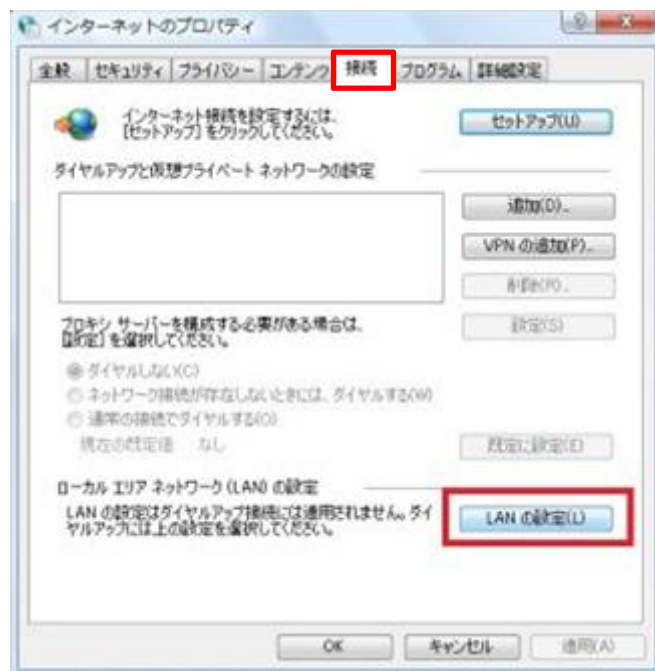 インターネットのプロパティ
全般 セキュリティ プライバシー コンテンツ 接続 プログラム 詳細設定
インターネット接続を設定するには、
[セットアップ] をクリックしてください。
セットアップ(U)
ダイヤルアップと仮想プライベート ネットワークの設定
追加(D)...
VPN の追加(P)...
削除(R)...
プロキシ サーバーを構成する必要がある場合は、
[設定] を選択してください。
設定(S)
ダイヤルしない(C)
ネットワーク接続が存在しないときには、ダイヤルする(W)
通常の接続でダイヤルする(O)
現在の既定値 なし
既定に設定(E)
ローカル エリア ネットワーク (LAN) の設定
LAN の設定はダイヤルアップ接続には適用されません。ダイ
ヤルアップには上の設定を選択してください。
LAN の設定(L)
OK キャンセル 適用(A)